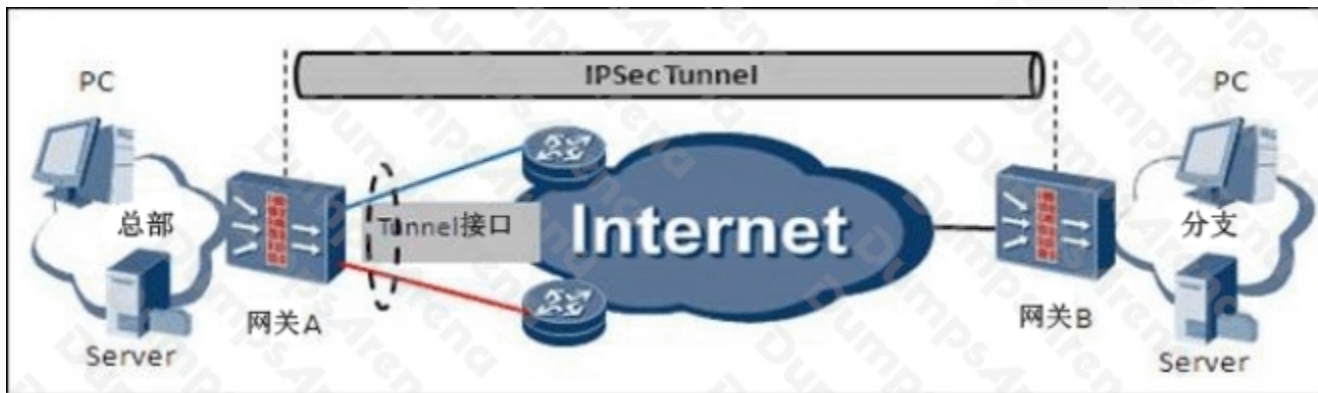 IPSec Tunnel
PC
PC
总部
Tunnel接口
Internet
分支
网关A
网关B
Server
Server
DumpsArena